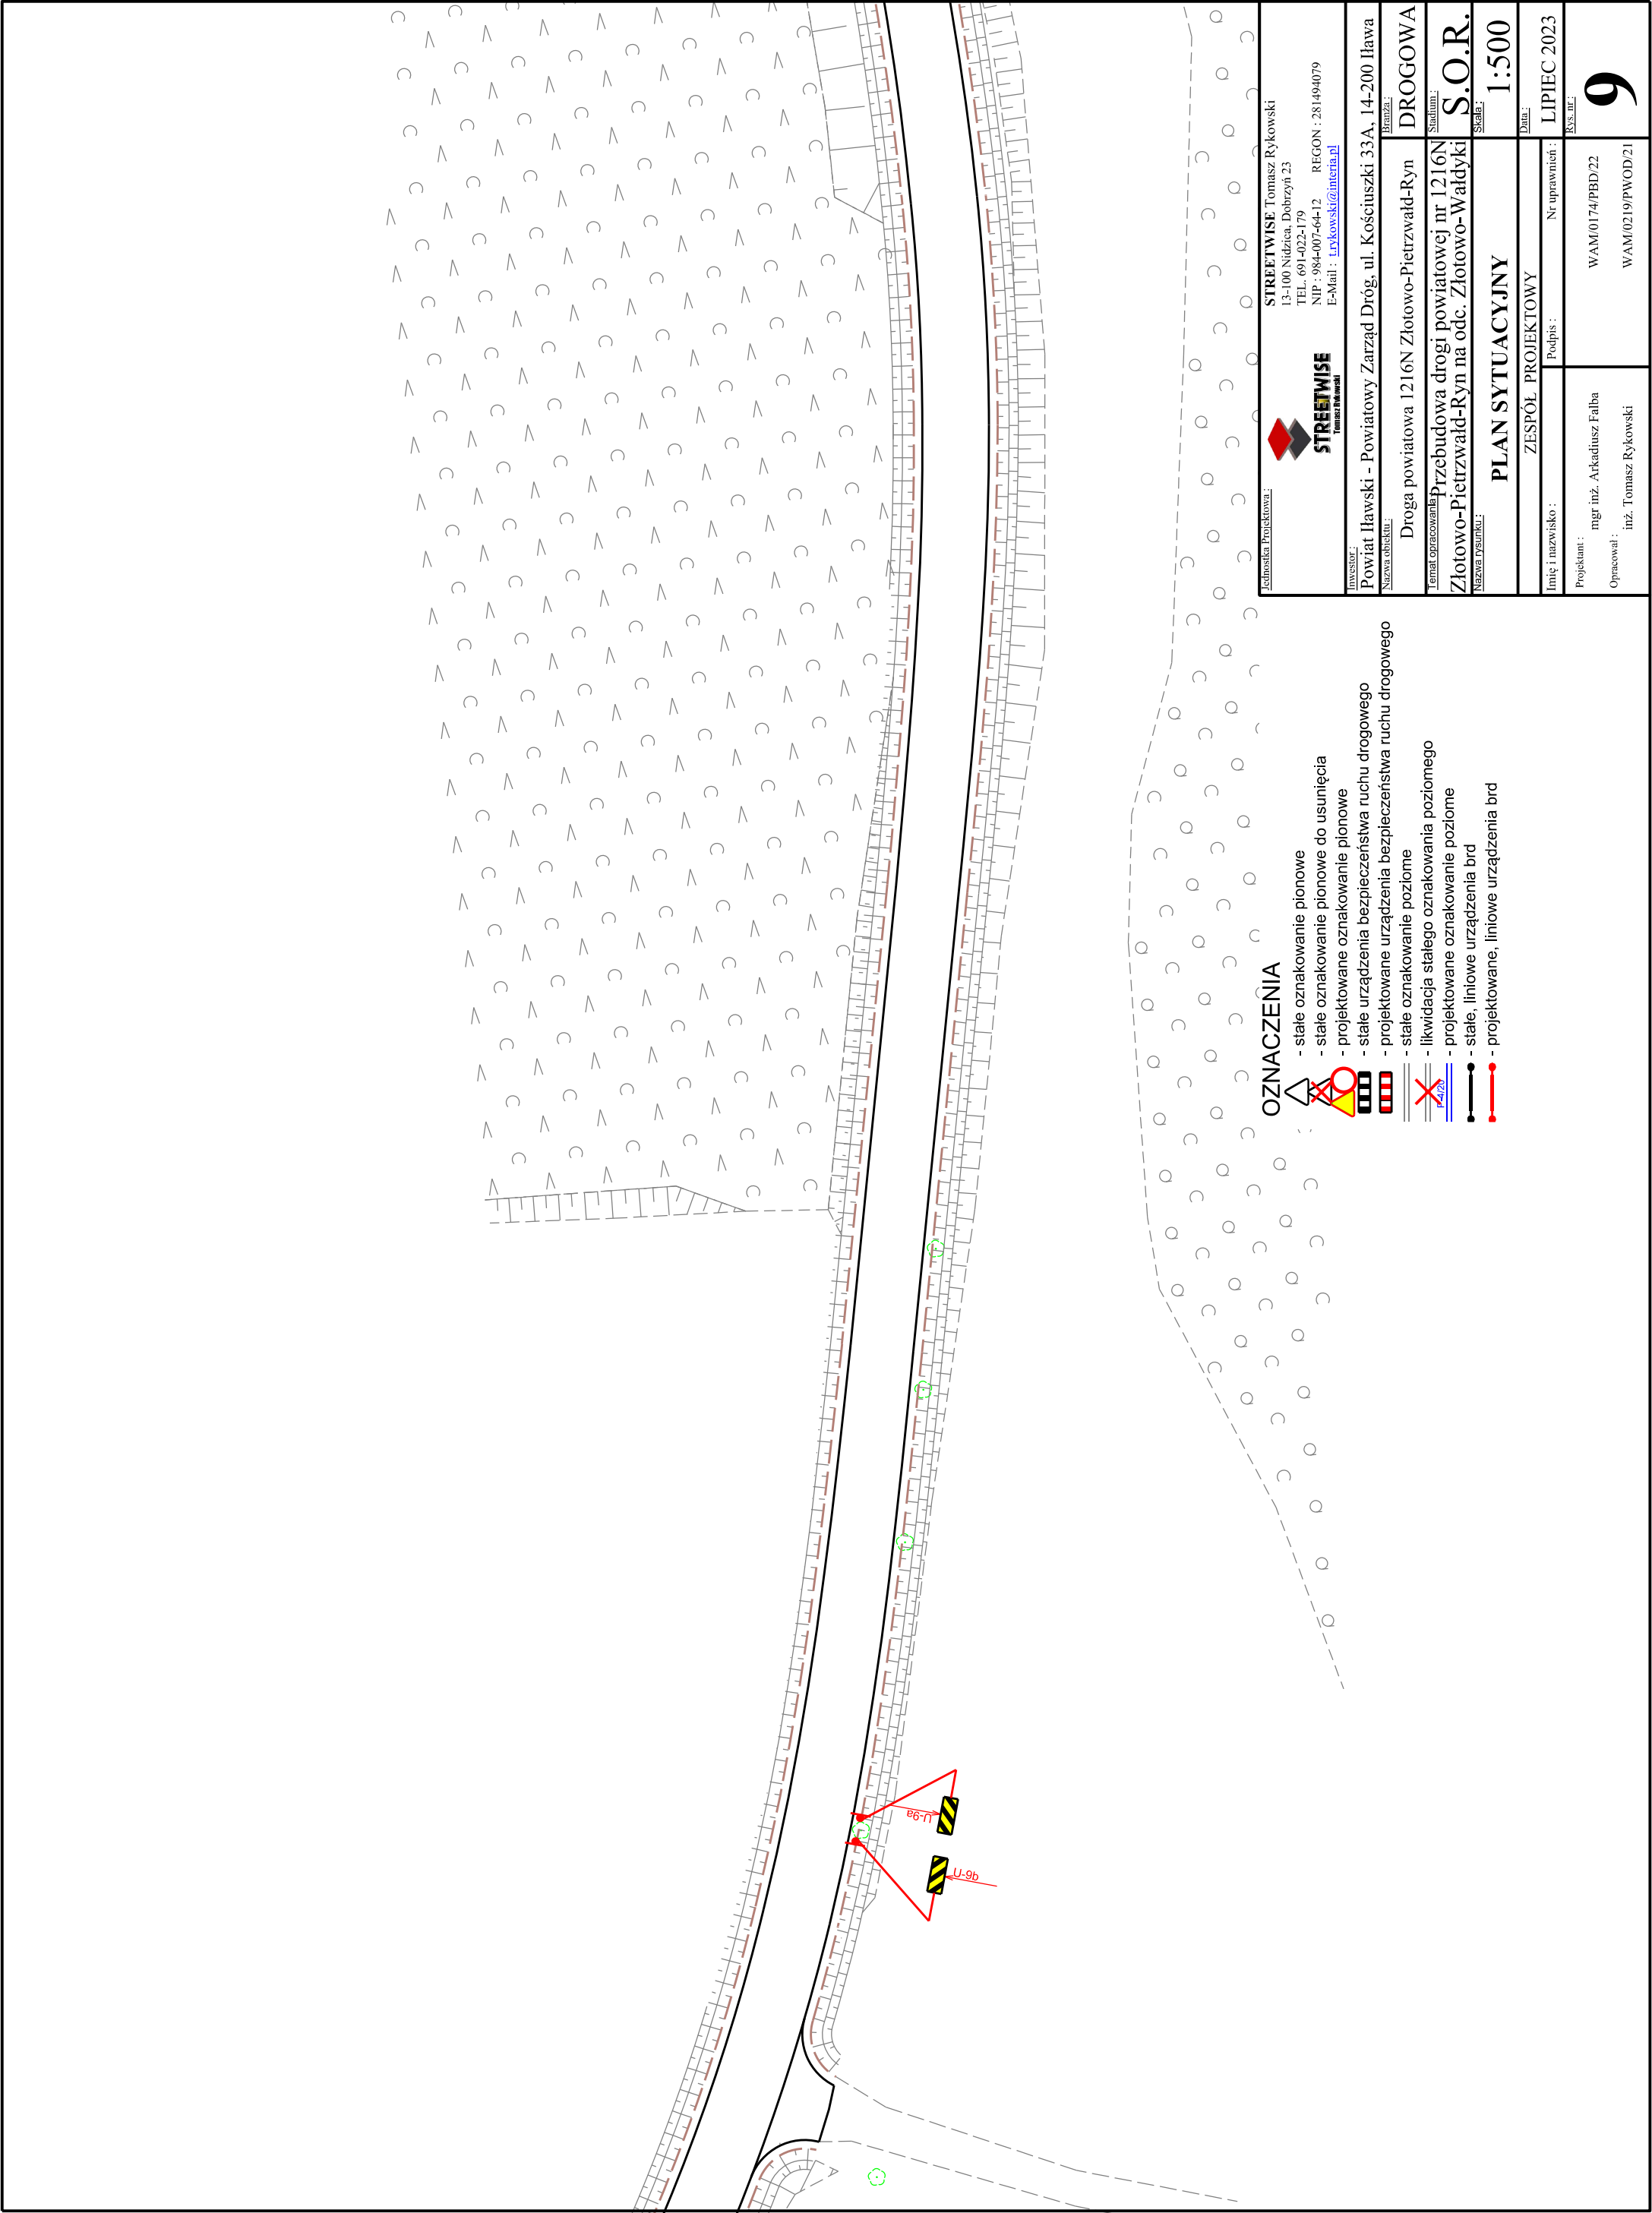 U-9a
U-9b
OZNACZENIA
- stałe oznakowanie pionowe
- stałe oznakowanie pionowe do usunięcia
- projektowane oznakowanie pionowe
- stałe urządzenia bezpieczeństwa ruchu drogowego
- projektowane urządzenia bezpieczeństwa ruchu drogowego
- stałe oznakowanie poziome
- likwidacja stałego oznakowania poziomego
P-4/20
- projektowane oznakowanie poziome
- stałe, liniowe urządzenia brd
- projektowane, liniowe urządzenia brd
Jednostka Projektowa :
STREETWISE
Tomasz Rykowski
STREETWISE Tomasz Rykowski
13-100 Nidzica, Dobrzyń 23
TEL. 691-022-179
NIP : 984-007-64-12 REGON : 281494079
E-Mail : t.rykowski@interia.pl
Inwestor :
Powiat Iławski - Powiatowy Zarząd Dróg, ul. Kościuszki 33A, 14-200 Iława
Nazwa obiektu :
Droga powiatowa 1216N Złotowo-Pietrzwałd-Ryn
Branża :
DROGOWA
Temat opracowania:
Przebudowa drogi powiatowej nr 1216N
Złotowo-Pietrzwałd-Ryn na odc. Złotowo-Wałdyki
Stadium :
S.O.R.
Nazwa rysunku :
PLAN SYTUACYJNY
Skala :
1:500
ZESPÓŁ PROJEKTOWY
Data :
LIPIEC 2023
Imię i nazwisko : Podpis : Nr uprawnień :
Rys. nr :
9
Projektant :
mgr inż. Arkadiusz Falba WAM/0174/PBD/22
Opracował :
inż. Tomasz Rykowski WAM/0219/PWOD/21